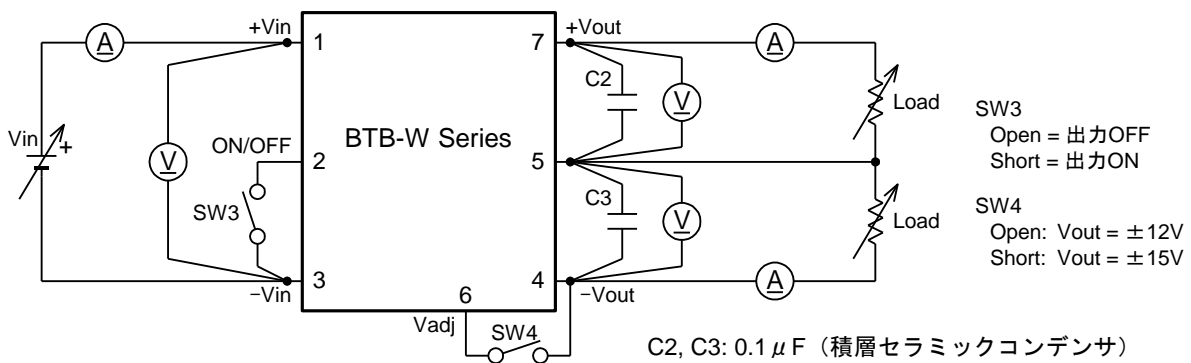 A
+Vin
1
7
+Vout
A
C2
V
Load
Vin
+
ON/OFF
2
BTB-W Series
5
V
SW3
C3
V
Load
−Vin
3
6
4
−Vout
A
Vadj
SW4
SW3
Open = 出力OFF
Short = 出力ON
SW4
Open: Vout = ±12V
Short: Vout = ±15V
C2, C3: 0.1μF（積層セラミックコンデンサ）